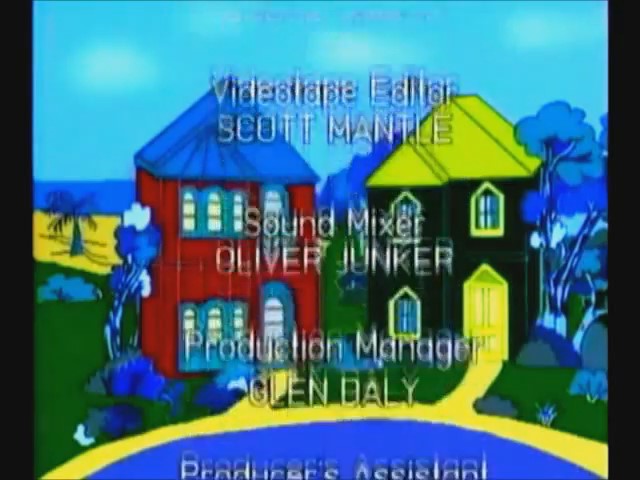 Videotape Editor
SCOTT MANTLE
Sound Mixer
OLIVER JUNKER
Production Manager
GLEN DALY
Producer's Assistant